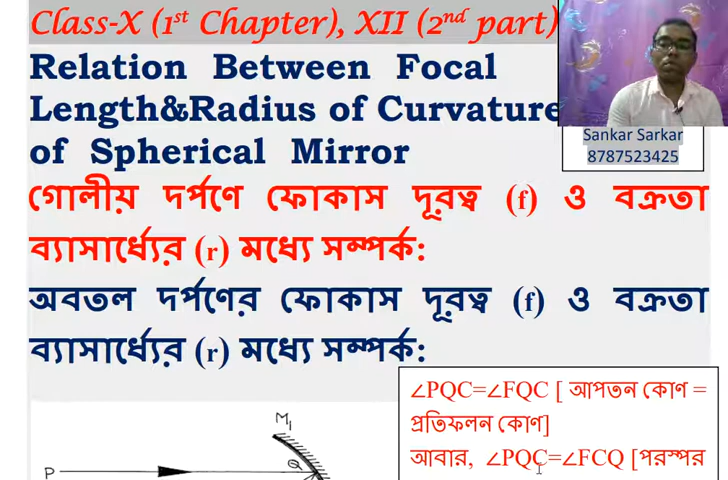 Class-X (1st Chapter), XII (2nd part)
Relation Between Focal
Length&Radius of Curvature
of Spherical Mirror
Sankar Sarkar
8787523425
গোলীয় দর্পণে ফোকাস দূরত্ব (f) ও বক্রতা
ব্যাসার্ধ্যের (r) মধ্যে সম্পর্ক:
অবতল দর্পণের ফোকাস দূরত্ব (f) ও বক্রতা
ব্যাসার্ধ্যের (r) মধ্যে সম্পর্ক:
∠PQC=∠FQC [ আপতন কোণ =
প্রতিফলন কোণ]
আবার, ∠PQC=∠FCQ [পরস্পর
M1
Q
P